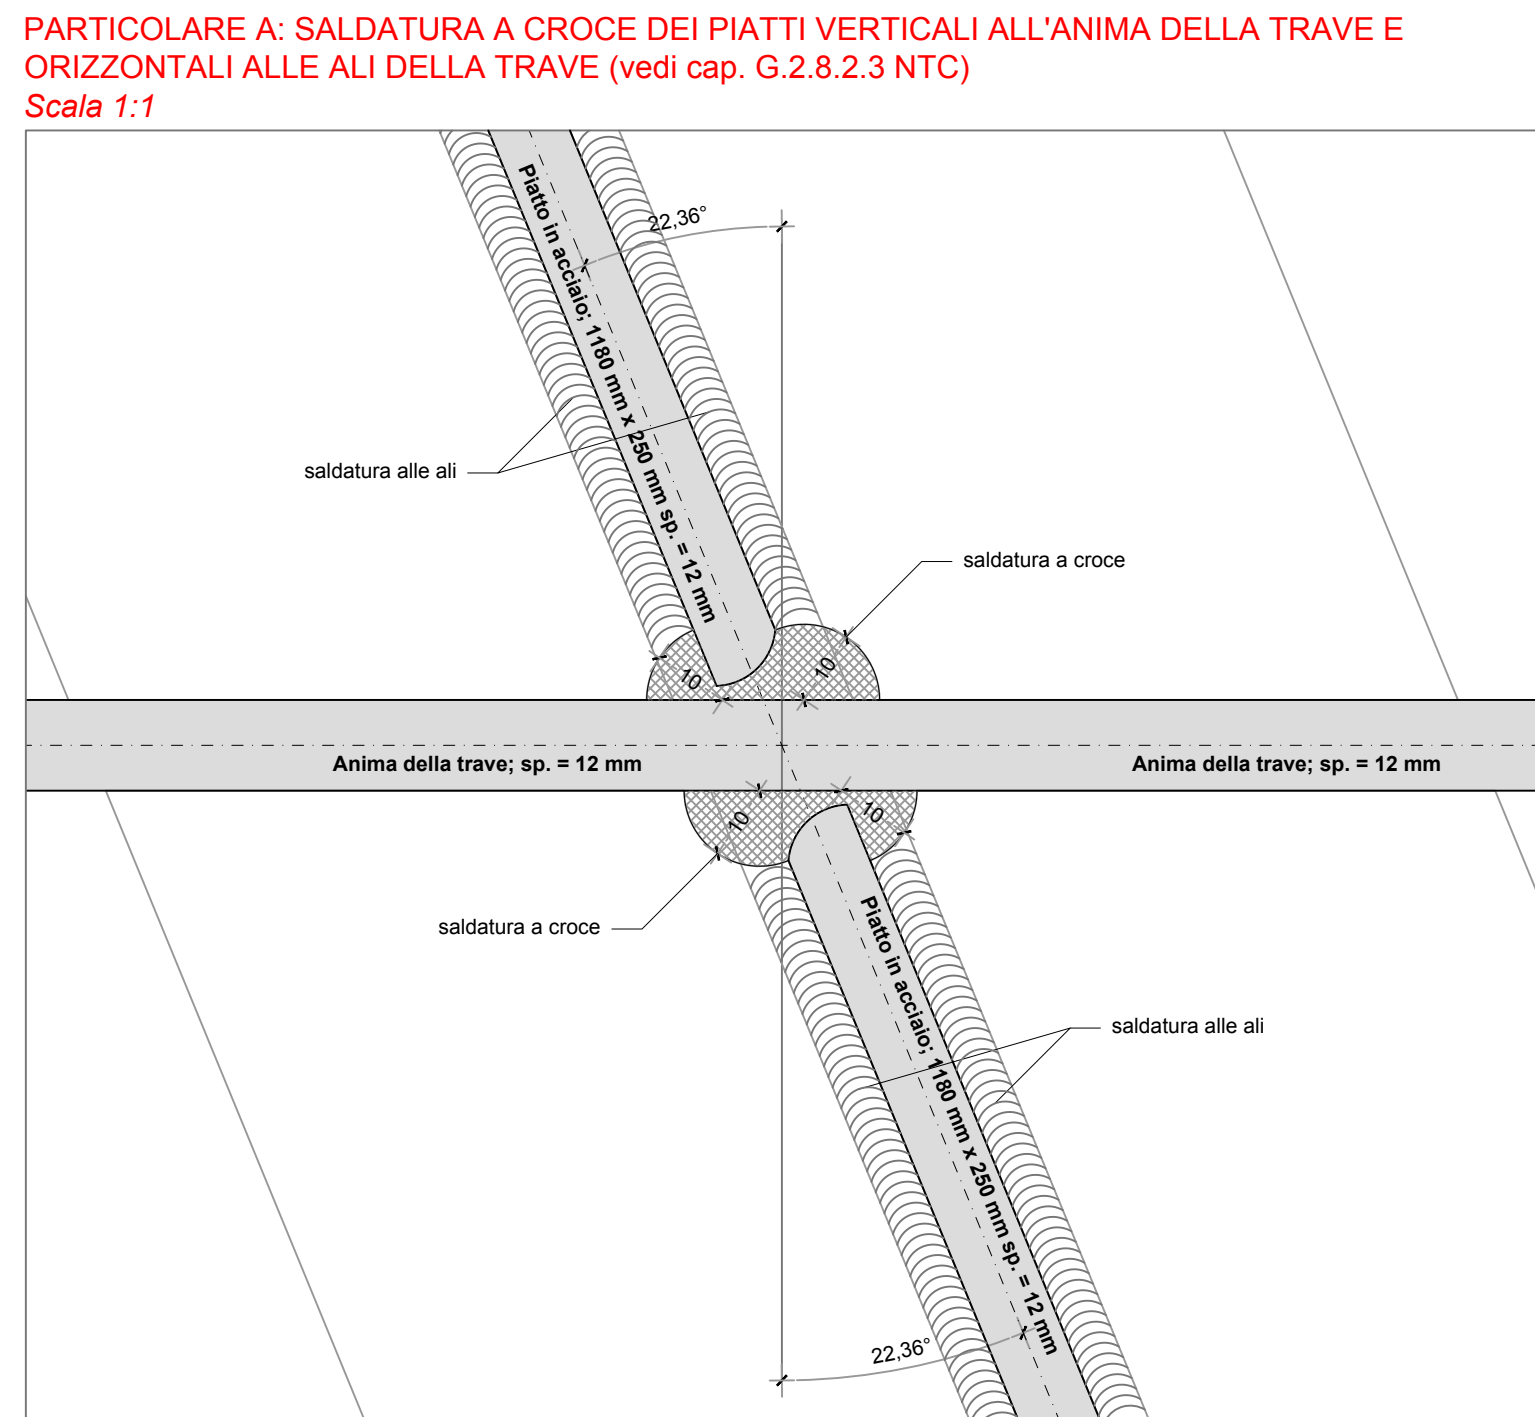 PARTICOLARE A: SALDATURA A CROCE DEI PIATTI VERTICALI ALL'ANIMA DELLA TRAVE E
ORIZZONTALI ALLE ALI DELLA TRAVE (vedi cap. G.2.8.2.3 NTC)
Scala 1:1
22,36°
Piatto in acciaio; 1180 mm x 250 mm sp. = 12 mm
saldatura alle ali
saldatura a croce
10
10
Anima della trave; sp. = 12 mm
Anima della trave; sp. = 12 mm
10
10
saldatura a croce
Piatto in acciaio; 1180 mm x 250 mm sp. = 12 mm
saldatura alle ali
22,36°